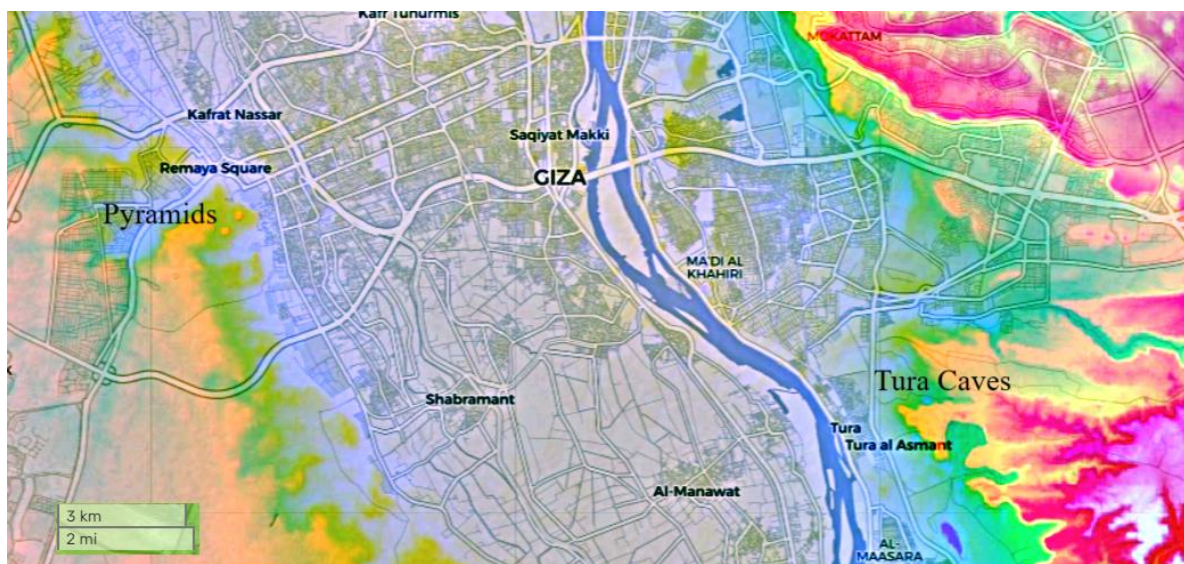 Kafr Tuhurmis
MOKATTAM
Kafrat Nassar
Saqiyat Makki
Remaya Square
GIZA
Pyramids
MA'DI AL
KHAHIRI
Tura Caves
Shabramant
Tura
Tura al Asmant
Al-Manawat
3 km
2 mi
AL-
MAASARA